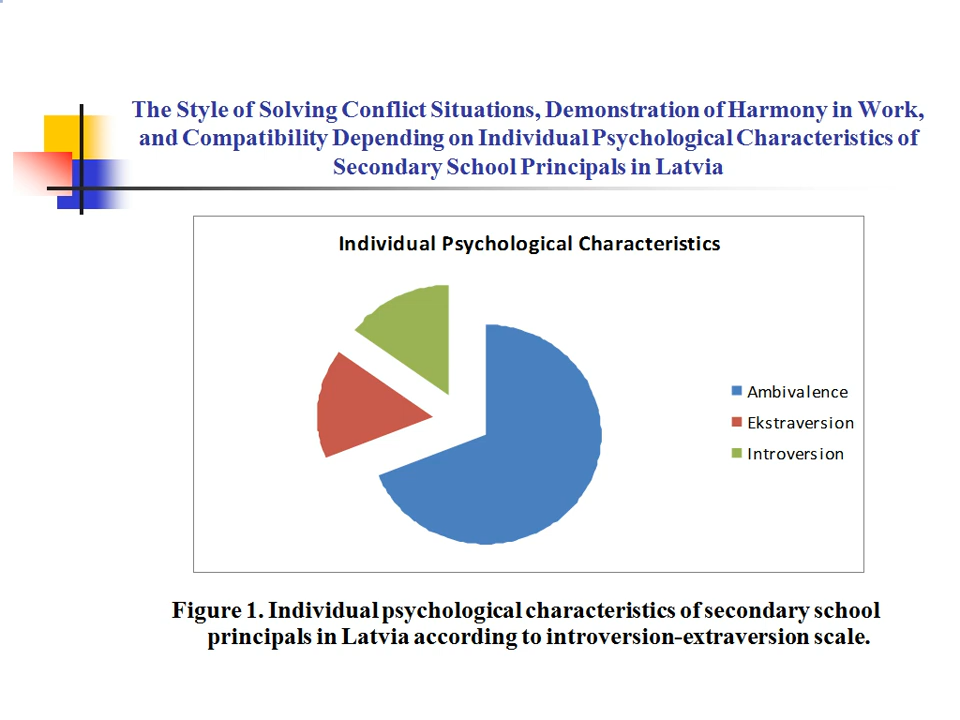 The Style of Solving Conflict Situations, Demonstration of Harmony in Work,
and Compatibility Depending on Individual Psychological Characteristics of
Secondary School Principals in Latvia
Individual Psychological Characteristics
Ambivalence
Ekstraversion
Introversion
Figure 1. Individual psychological characteristics of secondary school
principals in Latvia according to introversion-extraversion scale.